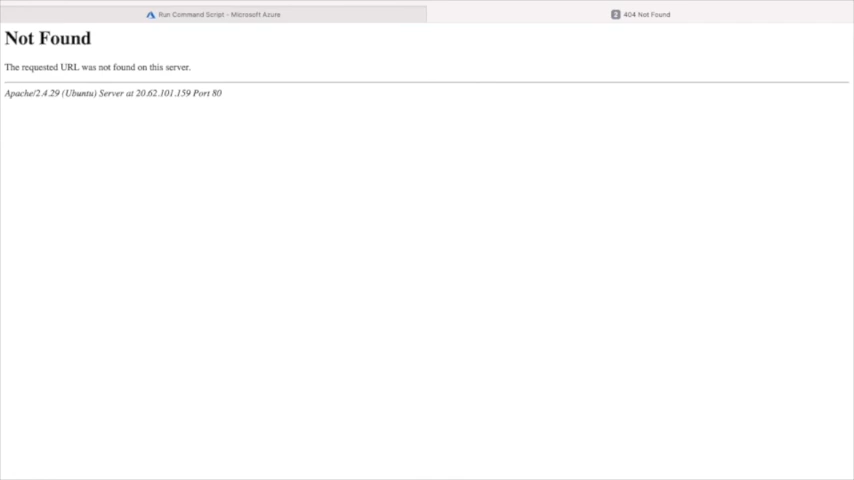 Run Command Script - Microsoft Azure
2 404 Not Found
Not Found
The requested URL was not found on this server.
Apache/2.4.29 (Ubuntu) Server at 20.62.101.159 Port 80